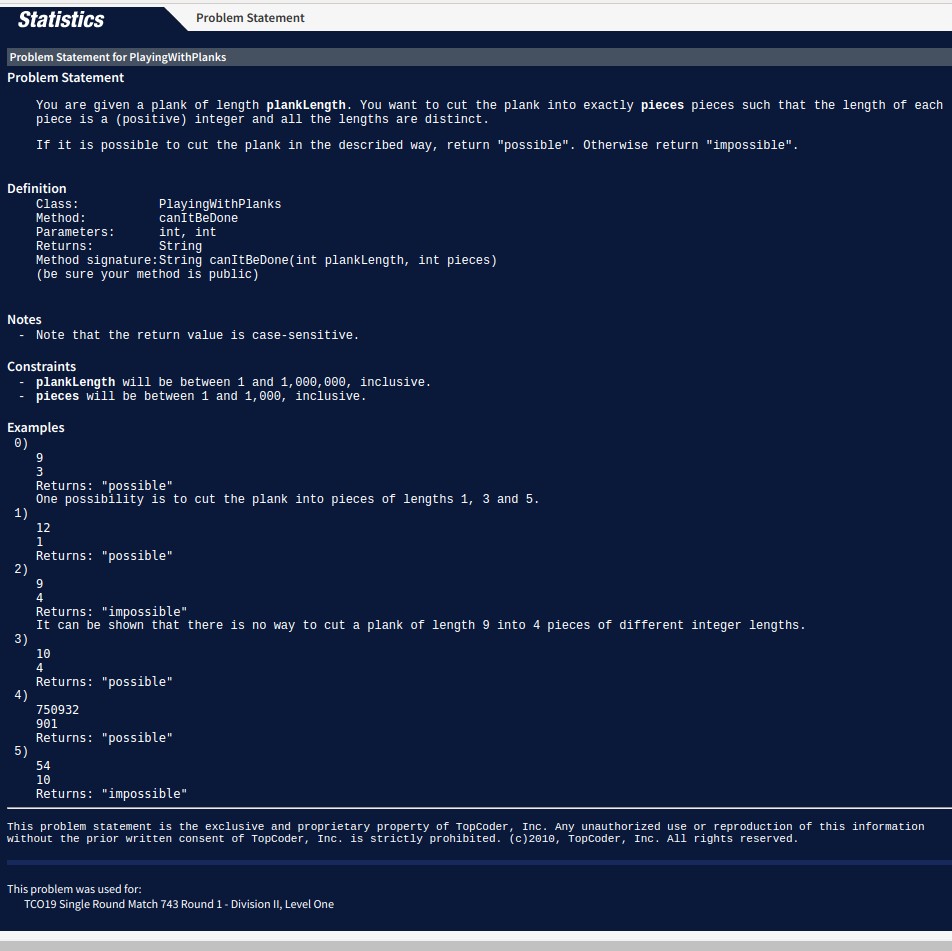 Statistics
Problem Statement
Problem Statement for PlayingWithPlanks
Problem Statement
You are given a plank of length plankLength. You want to cut the plank into exactly pieces pieces such that the length of each
piece is a (positive) integer and all the lengths are distinct.
If it is possible to cut the plank in the described way, return "possible". Otherwise return "impossible".
Definition
Class: PlayingWithPlanks
Method: canItBeDone
Parameters: int, int
Returns: String
Method signature:String canItBeDone(int plankLength, int pieces)
(be sure your method is public)
Notes
- Note that the return value is case-sensitive.
Constraints
- plankLength will be between 1 and 1,000,000, inclusive.
- pieces will be between 1 and 1,000, inclusive.
Examples
0)
9
3
Returns: "possible"
One possibility is to cut the plank into pieces of lengths 1, 3 and 5.
1)
12
1
Returns: "possible"
2)
9
4
Returns: "impossible"
It can be shown that there is no way to cut a plank of length 9 into 4 pieces of different integer lengths.
3)
10
4
Returns: "possible"
4)
750932
901
Returns: "possible"
5)
54
10
Returns: "impossible"
This problem statement is the exclusive and proprietary property of TopCoder, Inc. Any unauthorized use or reproduction of this information
without the prior written consent of TopCoder, Inc. is strictly prohibited. (c)2010, TopCoder, Inc. All rights reserved.
This problem was used for:
TCO19 Single Round Match 743 Round 1 - Division II, Level One